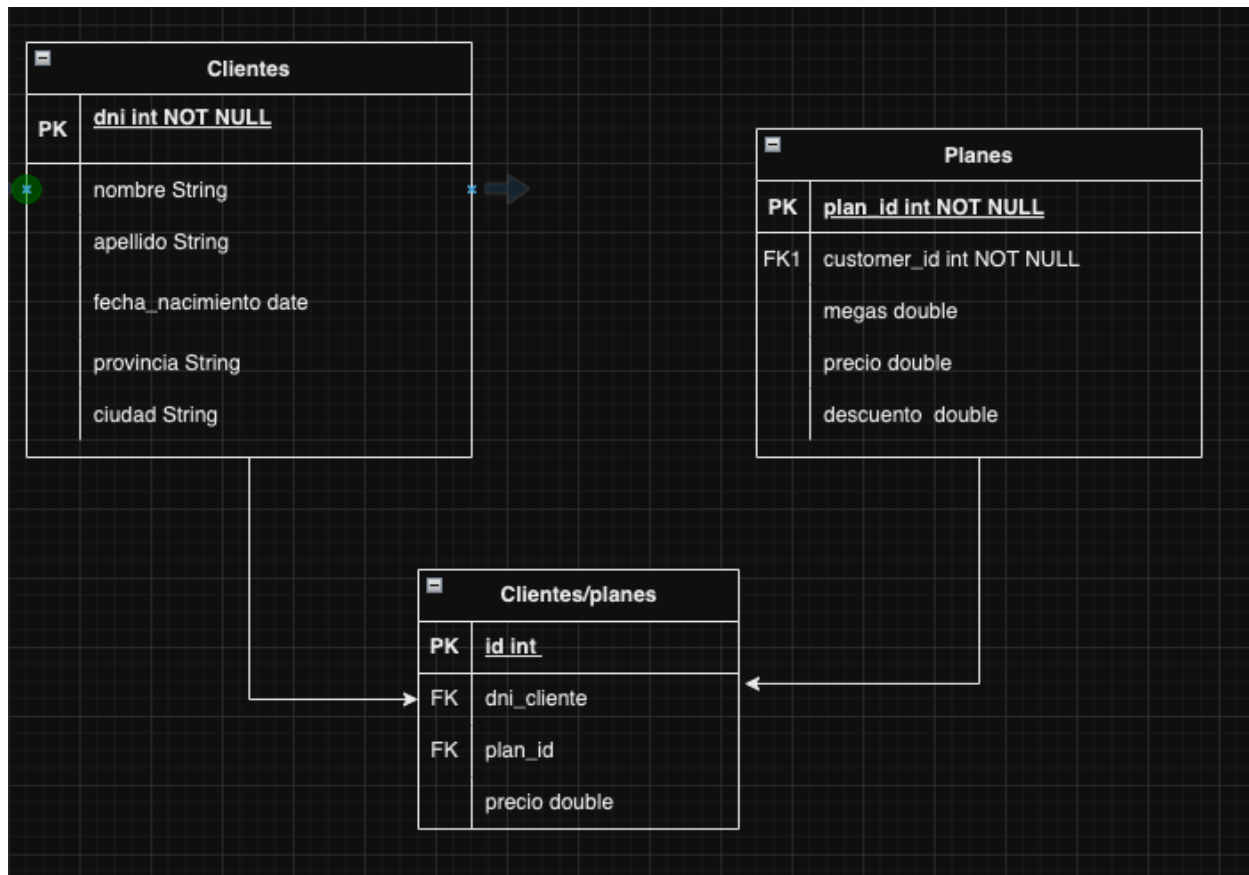 Clientes
PK dni int NOT NULL
nombre String
apellido String
fecha_nacimiento date
provincia String
ciudad String
Planes
PK plan_id int NOT NULL
FK1 customer_id int NOT NULL
megas double
precio double
descuento double
Clientes/planes
PK id int
FK dni_cliente
FK plan_id
precio double